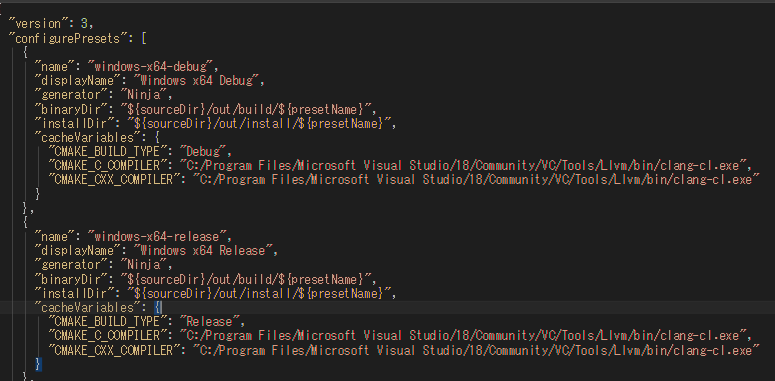 "version": 3,
"configurePresets": [
{
"name": "windows-x64-debug",
"displayName": "Windows x64 Debug",
"generator": "Ninja",
"binaryDir": "${sourceDir}/out/build/${presetName}",
"installDir": "${sourceDir}/out/install/${presetName}",
"cacheVariables": {
"CMAKE_BUILD_TYPE": "Debug",
"CMAKE_C_COMPILER": "C:/Program Files/Microsoft Visual Studio/18/Community/VC/Tools/Llvm/bin/clang-cl.exe",
"CMAKE_CXX_COMPILER": "C:/Program Files/Microsoft Visual Studio/18/Community/VC/Tools/Llvm/bin/clang-cl.exe"
}
},
{
"name": "windows-x64-release",
"displayName": "Windows x64 Release",
"generator": "Ninja",
"binaryDir": "${sourceDir}/out/build/${presetName}",
"installDir": "${sourceDir}/out/install/${presetName}",
"cacheVariables": {
"CMAKE_BUILD_TYPE": "Release",
"CMAKE_C_COMPILER": "C:/Program Files/Microsoft Visual Studio/18/Community/VC/Tools/Llvm/bin/clang-cl.exe",
"CMAKE_CXX_COMPILER": "C:/Program Files/Microsoft Visual Studio/18/Community/VC/Tools/Llvm/bin/clang-cl.exe"
}
},